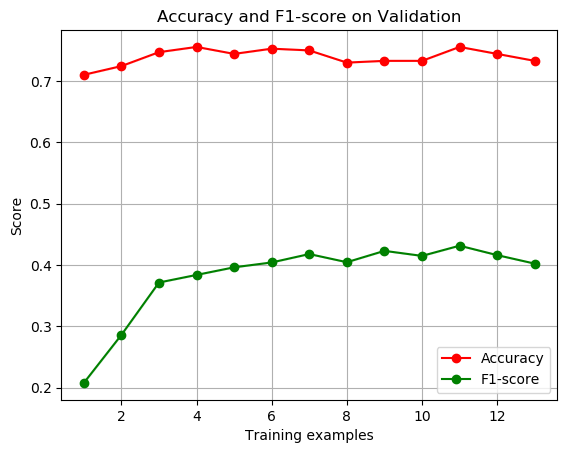 Accuracy and F1-score on Validation
Score
0.7
0.6
0.5
0.4
0.3
0.2
Accuracy
F1-score
2 4 6 8 10 12
Training examples